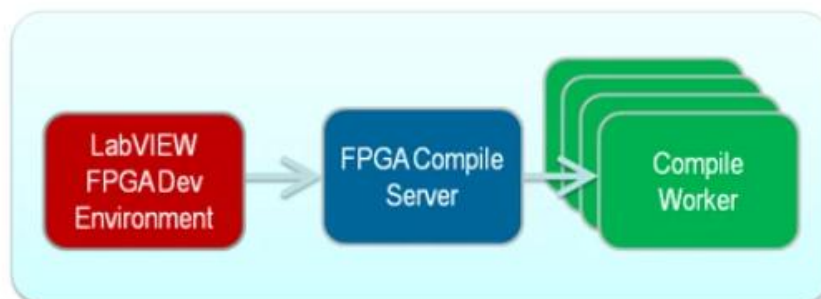 LabVIEW
FPGA Dev
Environment
FPGA Compile
Server
Compile
Worker